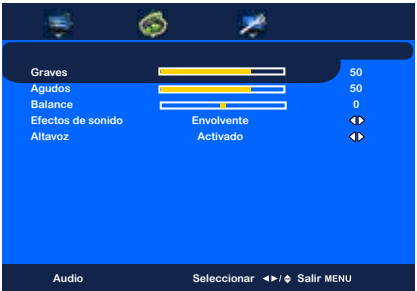 Graves 50
Agudos 50
Balance 0
Efectos de sonido Envolvente
Altavoz Activado
Audio Seleccionar ◄►/⬥ Salir MENU